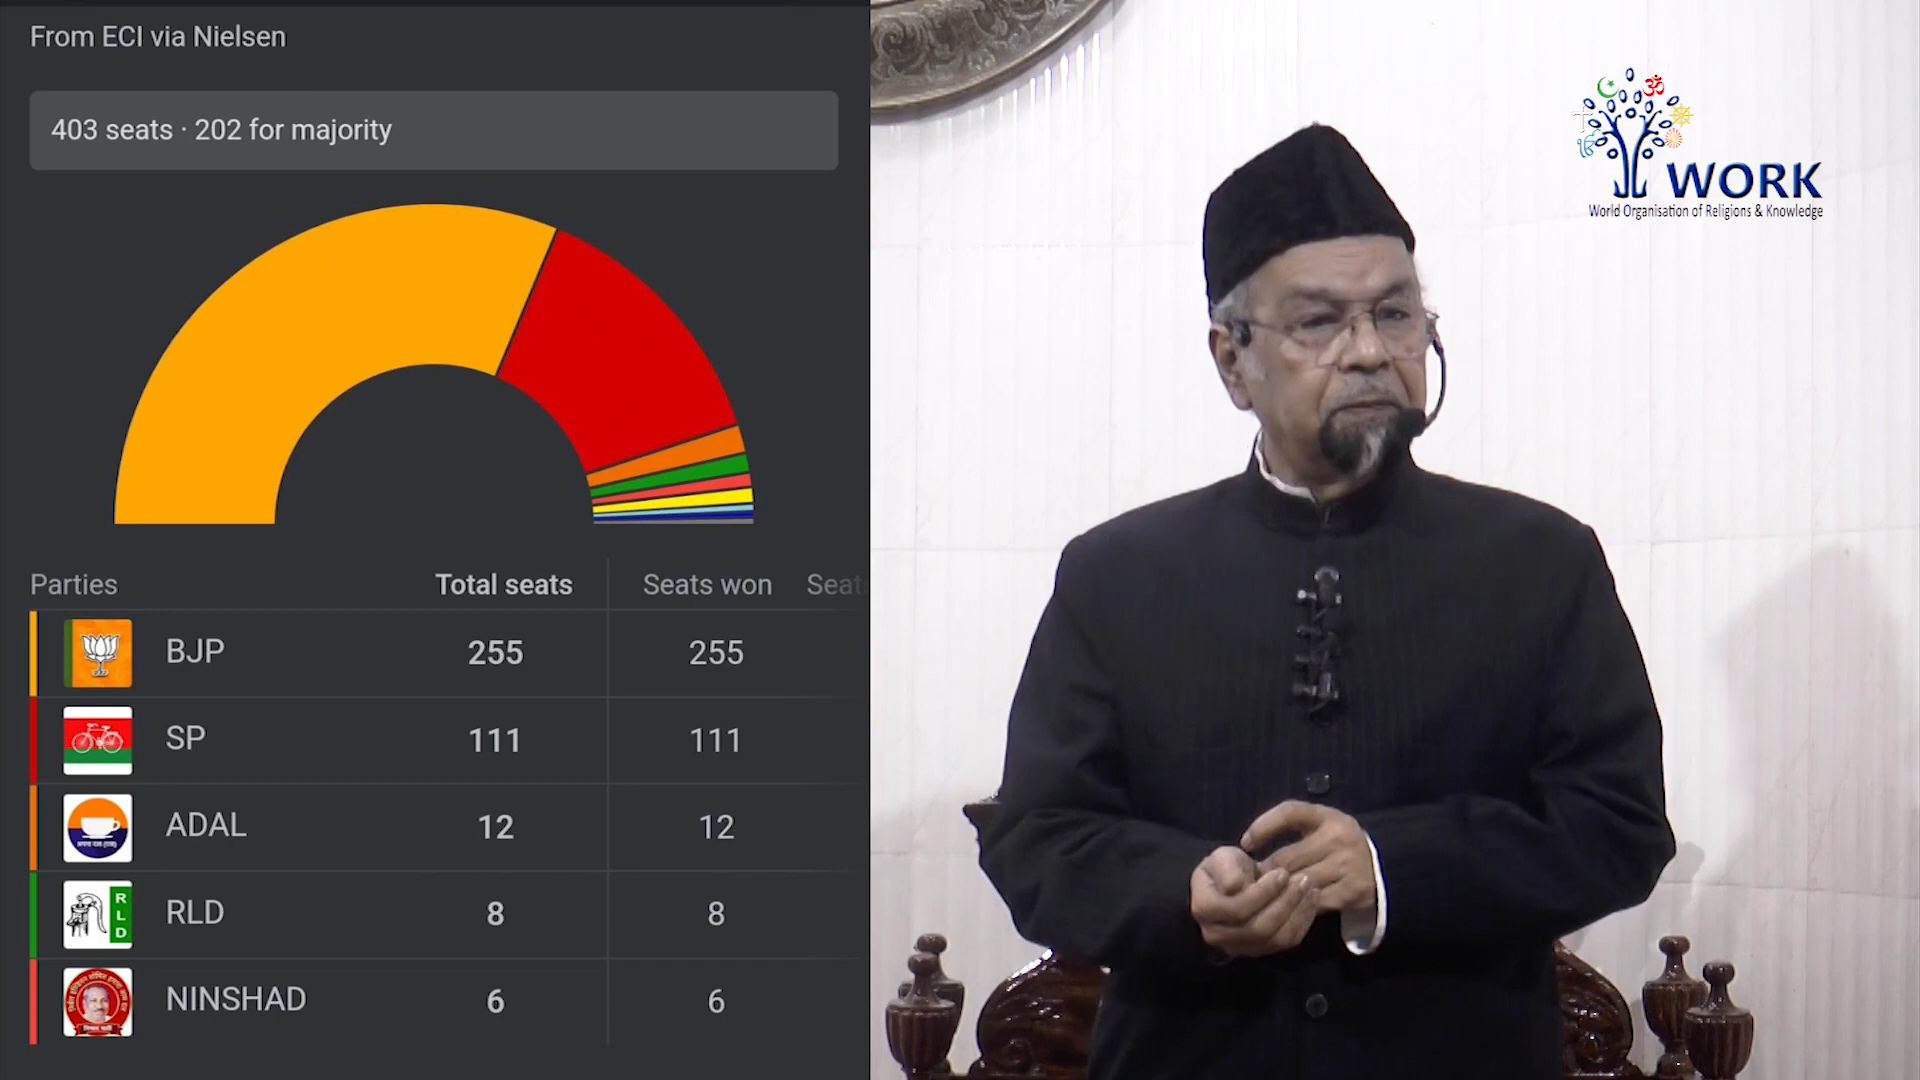 From ECI via Nielsen
403 seats · 202 for majority
Parties Total seats Seats won Seat
BJP 255 255
SP 111 111
ADAL 12 12
RLD 8 8
R
L
D
NINSHAD 6 6
WORK
World Organisation of Religions & Knowledge